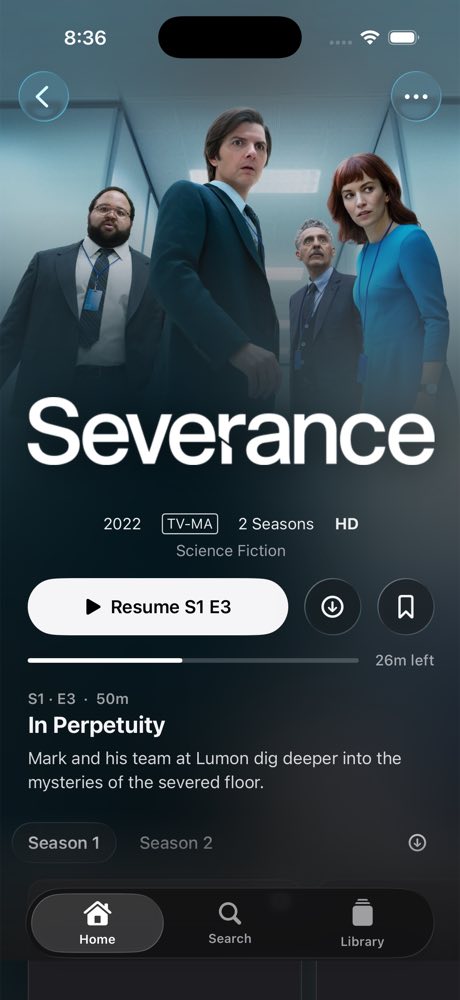 8:36
Severance
2022 TV-MA 2 Seasons HD
Science Fiction
Resume S1 E3
26m left
S1 · E3 · 50m
In Perpetuity
Mark and his team at Lumon dig deeper into the
mysteries of the severed floor.
Season 1 Season 2
Home Search Library